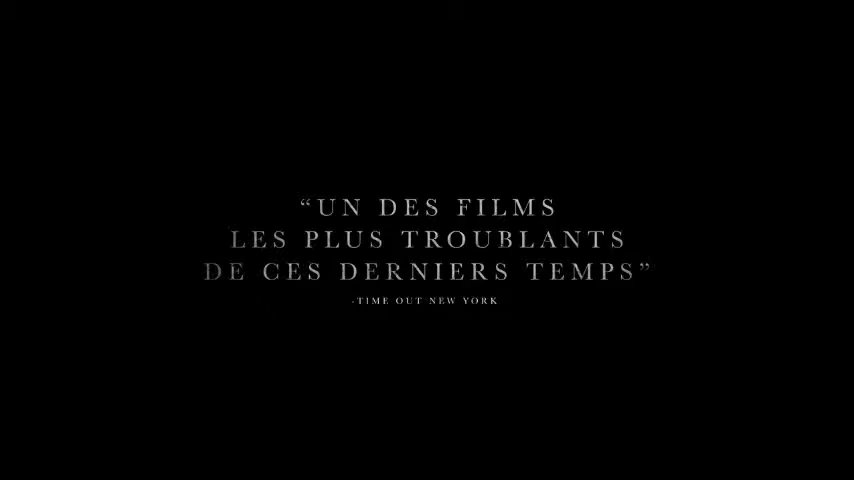 “UN DES FILMS
LES PLUS TROUBLANTS
DE CES DERNIERS TEMPS”
-TIME OUT NEW YORK